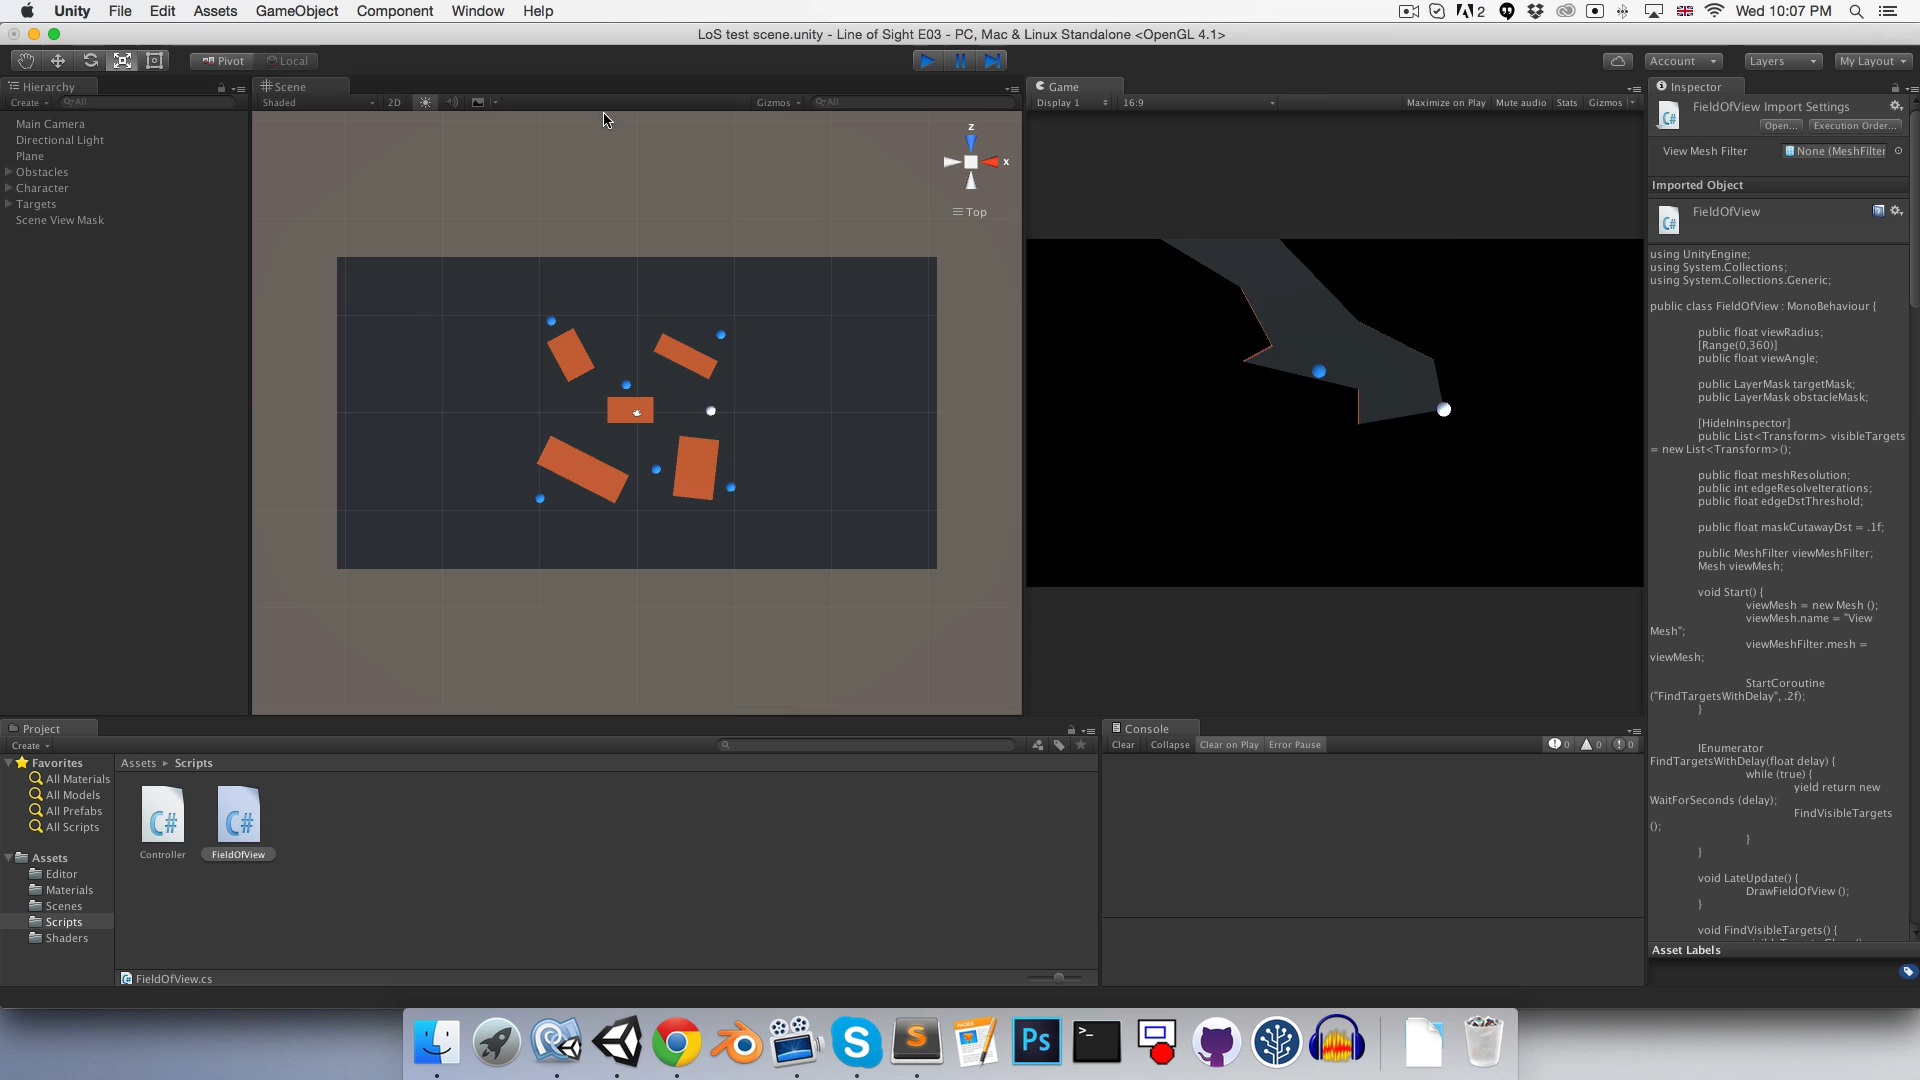 Unity File Edit Assets GameObject Component Window Help
2 Wed 10:07 PM
LoS test scene.unity - Line of Sight E03 - PC, Mac & Linux Standalone <OpenGL 4.1>
Pivot Local Account Layers My Layout
Hierarchy
Create All
Main Camera
Directional Light
Plane
Obstacles
Character
Targets
Scene View Mask
Scene
Shaded 2D Gizmos All
z
x
Top
Game
Display 1 16:9 Maximize on Play Mute audio Stats Gizmos
Inspector
FieldOfView Import Settings
Open... Execution Order...
View Mesh Filter None (MeshFilter
Imported Object
FieldOfView
C#
using UnityEngine;
using System.Collections;
using System.Collections.Generic;
public class FieldOfView : MonoBehaviour {
public float viewRadius;
[Range(0,360)]
public float viewAngle;
public LayerMask targetMask;
public LayerMask obstacleMask;
[HideInInspector]
public List<Transform> visibleTargets
= new List<Transform>();
public float meshResolution;
public int edgeResolveIterations;
public float edgeDstThreshold;
public float maskCutawayDst = .1f;
public MeshFilter viewMeshFilter;
Mesh viewMesh;
void Start() {
viewMesh = new Mesh ();
viewMesh.name = "View
Mesh";
viewMeshFilter.mesh =
viewMesh;
StartCoroutine
("FindTargetsWithDelay", .2f);
}
IEnumerator
FindTargetsWithDelay(float delay) {
while (true) {
yield return new
WaitForSeconds (delay);
FindVisibleTargets
();
}
}
void LateUpdate() {
DrawFieldOfView ();
}
void FindVisibleTargets() {
Asset Labels
Project
Create
Favorites
All Materials
All Models
All Prefabs
All Scripts
Assets
Editor
Materials
Scenes
Scripts
Shaders
Assets Scripts
C# C#
Controller FieldOfView
FieldOfView.cs
Console
Clear Collapse Clear on Play Error Pause 0 0 0
PAGES
Ps